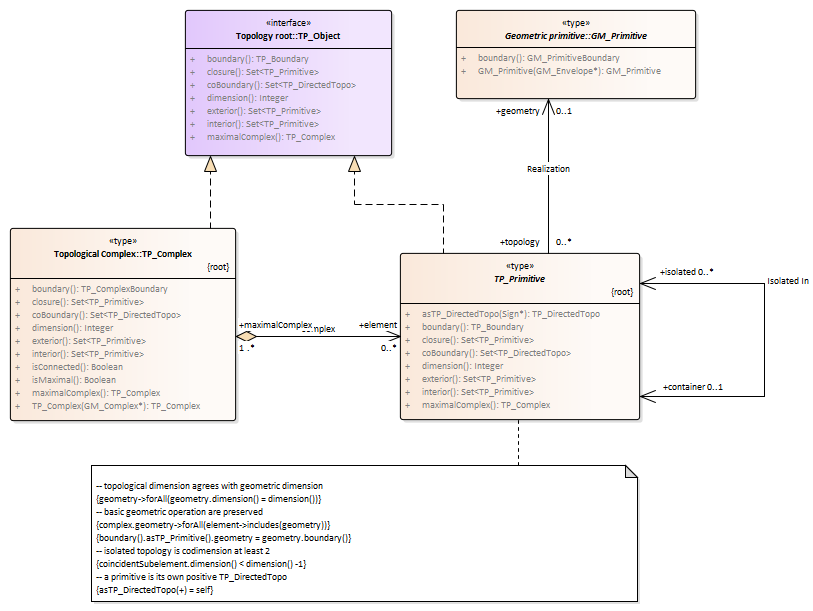 «interface»
Topology root::TP_Object
+ boundary(): TP_Boundary
+ closure(): Set<TP_Primitive>
+ coBoundary(): Set<TP_DirectedTopo>
+ dimension(): Integer
+ exterior(): Set<TP_Primitive>
+ interior(): Set<TP_Primitive>
+ maximalComplex(): TP_Complex
«type»
Geometric primitive::GM_Primitive
+ boundary(): GM_PrimitiveBoundary
+ GM_Primitive(GM_Envelope*): GM_Primitive
+geometry 0..1
Realization
+topology 0..*
«type»
Topological Complex::TP_Complex
{root}
+ boundary(): TP_ComplexBoundary
+ closure(): Set<TP_Primitive>
+ coBoundary(): Set<TP_DirectedTopo>
+ dimension(): Integer
+ exterior(): Set<TP_Primitive>
+ interior(): Set<TP_Primitive>
+ isConnected(): Boolean
+ isMaximal(): Boolean
+ maximalComplex(): TP_Complex
+ TP_Complex(GM_Complex*): TP_Complex
+maximalComplex
+element
1 ..*
0..*
«type»
TP_Primitive
{root}
+ asTP_DirectedTopo(Sign*): TP_DirectedTopo
+ boundary(): TP_Boundary
+ closure(): Set<TP_Primitive>
+ coBoundary(): Set<TP_DirectedTopo>
+ dimension(): Integer
+ exterior(): Set<TP_Primitive>
+ interior(): Set<TP_Primitive>
+ maximalComplex(): TP_Complex
+isolated 0..*
Isolated In
+container 0..1
-- topological dimension agrees with geometric dimension
{geometry->forAll(geometry.dimension() = dimension())}
-- basic geometric operation are preserved
{complex.geometry->forAll(element->includes(geometry))}
{boundary().asTP_Primitive().geometry = geometry.boundary()}
-- isolated topology is codimension at least 2
{coincidentSubelement.dimension() < dimension() -1}
-- a primitive is its own positive TP_DirectedTopo
{asTP_DirectedTopo(+) = self}